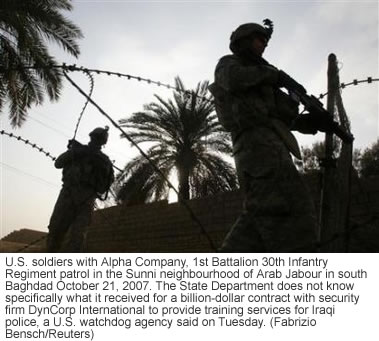 U.S. soldiers with Alpha Company, 1st Battalion 30th Infantry
Regiment patrol in the Sunni neighbourhood of Arab Jabour in south
Baghdad October 21, 2007. The State Department does not know
specifically what it received for a billion-dollar contract with security
firm DynCorp International to provide training services for Iraqi
police, a U.S. watchdog agency said on Tuesday. (Fabrizio
Bensch/Reuters)